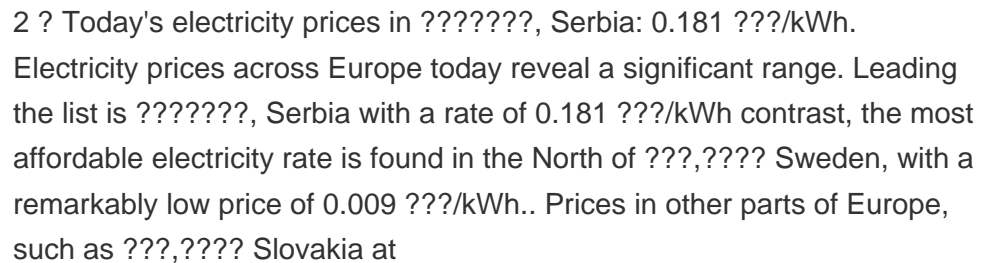 2 ? Today's electricity prices in ???????, Serbia: 0.181 ???/kWh.
Electricity prices across Europe today reveal a significant range. Leading
the list is ???????, Serbia with a rate of 0.181 ???/kWh contrast, the most
affordable electricity rate is found in the North of ???,???? Sweden, with a
remarkably low price of 0.009 ???/kWh.. Prices in other parts of Europe,
such as ???,???? Slovakia at